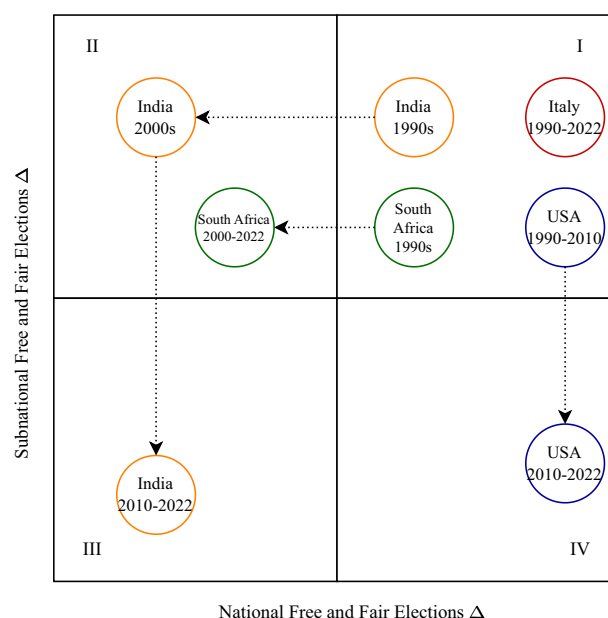 II
I
India
2000s
India
1990s
Italy
1990-2022
South Africa
2000-2022
South
Africa
1990s
USA
1990-2010
India
2010-2022
USA
2010-2022
III
IV
Subnational Free and Fair Elections Δ
National Free and Fair Elections Δ